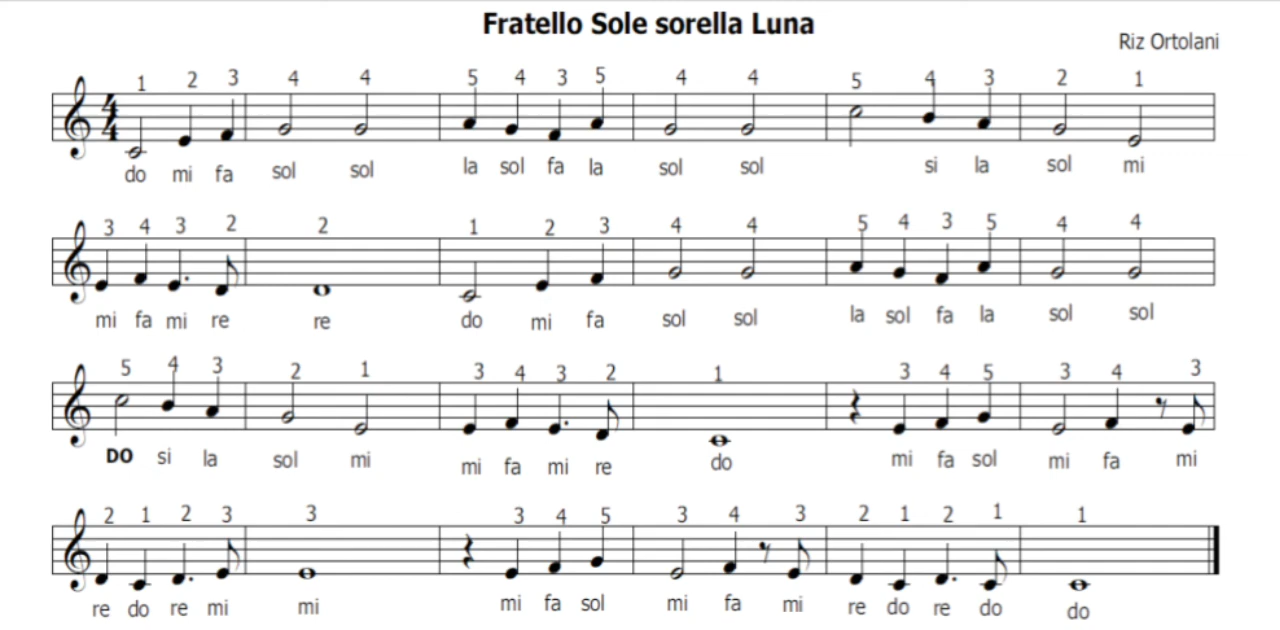 Fratello Sole sorella Luna
Riz Ortolani
1 2 3 4 4 5 4 3 5 4 4 5 4 3 2 1
4
4
do mi fa sol sol la sol fa la sol sol si la sol mi
3 4 3 2 2 1 2 3 4 4 5 4 3 5 4 4
mi fa mi re re do mi fa sol sol la sol fa la sol sol
5 4 3 2 1 3 4 3 2 1 3 4 5 3 4 3
DO si la sol mi mi fa mi re do mi fa sol mi fa mi
2 1 2 3 3 3 4 5 3 4 3 2 1 2 1 1
re do re mi mi mi fa sol mi fa mi re do re do do